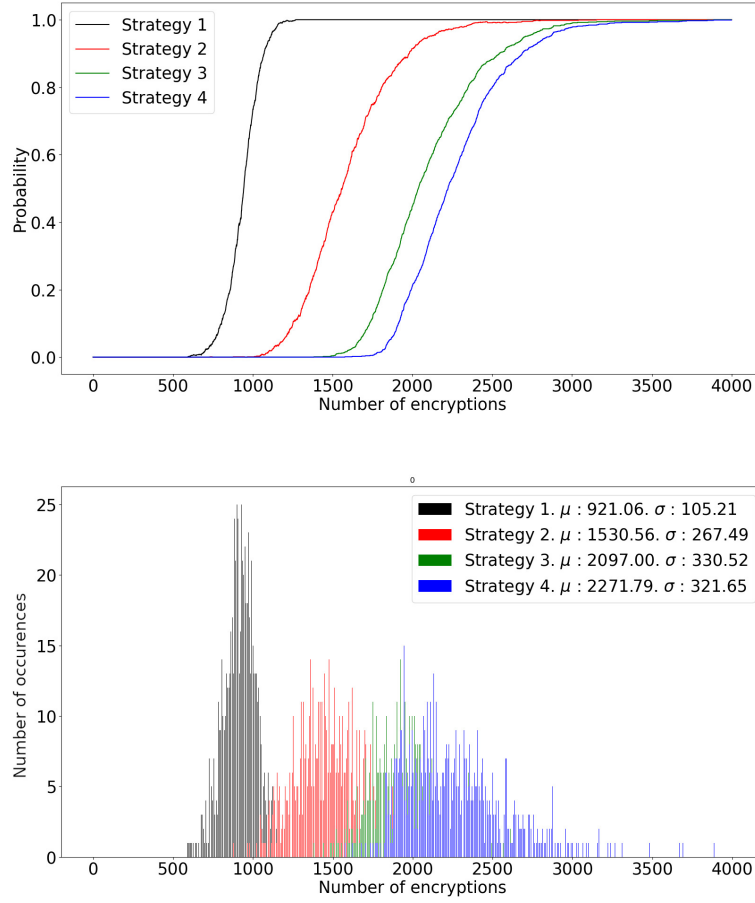 1.0
0.8
0.6
0.4
0.2
0.0
Probability
Strategy 1
Strategy 2
Strategy 3
Strategy 4
0 500 1000 1500 2000 2500 3000 3500 4000
Number of encryptions
0
25
20
15
10
5
0
Number of occurences
Strategy 1. μ : 921.06. σ : 105.21
Strategy 2. μ : 1530.56. σ : 267.49
Strategy 3. μ : 2097.00. σ : 330.52
Strategy 4. μ : 2271.79. σ : 321.65
0 500 1000 1500 2000 2500 3000 3500 4000
Number of encryptions